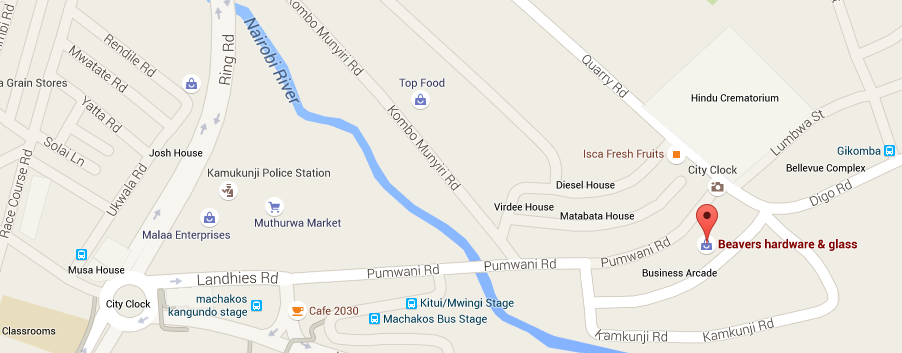 mbi Rd
Rendile Rd
Mwatate Rd
a Grain Stores
Yatta Rd
Solai Ln
Race Course Rd
Ukwala Rd
Josh House
Ring Rd
Nairobi River
Kombo Munyiri Rd
Top Food
Kombo Munyiri Rd
Quarry Rd
Hindu Crematorium
Lumbwa St
Isca Fresh Fruits
City Clock
Gikomba
Bellevue Complex
Digo Rd
Diesel House
Virdee House
Matabata House
Kamukunji Police Station
Muthurwa Market
Malaa Enterprises
Beavers hardware & glass
Pumwani Rd
Business Arcade
Musa House
Landhies Rd
Pumwani Rd
Pumwani Rd
City Clock
machakos
kangundo stage
Cafe 2030
Kitui/Mwingi Stage
Machakos Bus Stage
Classrooms
Kamkunji Rd
Kamkunji Rd